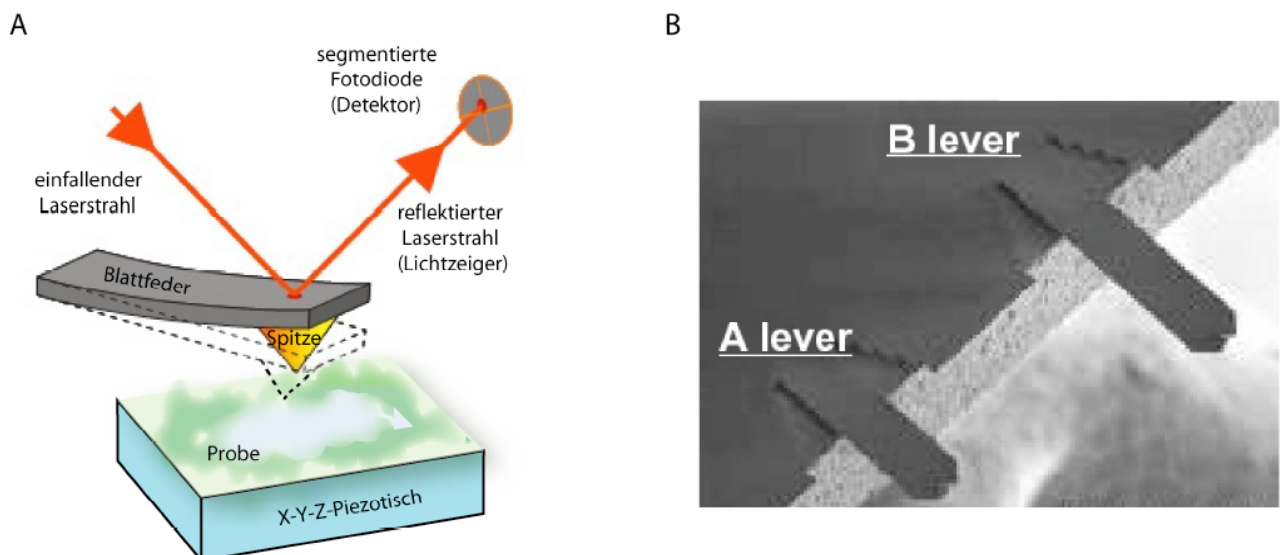 A
segmentierte
Fotodiode
(Detektor)
einfallender
Laserstrahl
reflektierter
Laserstrahl
(Lichtzeiger)
Blattfeder
Spitze
Probe
X-Y-Z-Piezotisch
B
B lever
A lever